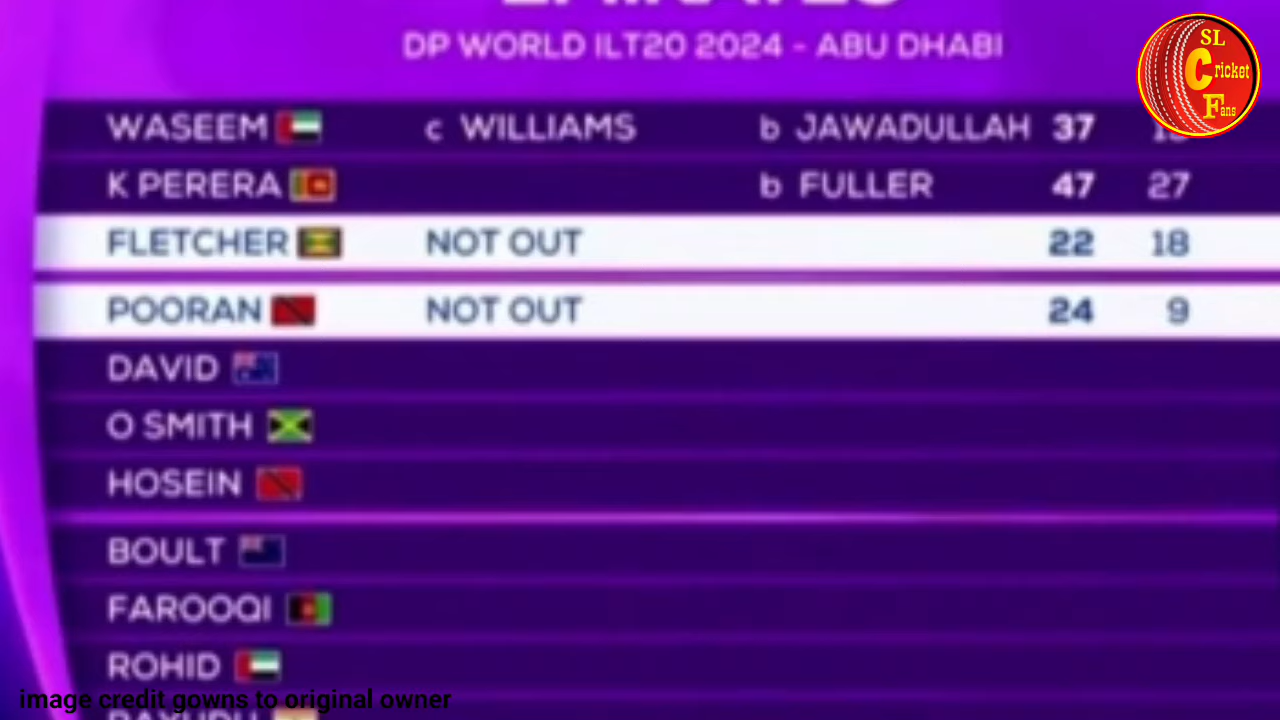 DP WORLD ILT20 2024 - ABU DHABI
SL
Cricket
Fans
WASEEM c WILLIAMS b JAWADULLAH 37
K PERERA b FULLER 47 27
FLETCHER NOT OUT 22 18
POORAN NOT OUT 24 9
DAVID
O SMITH
HOSEIN
BOULT
FAROOQI
ROHID
image credit gowns to original owner